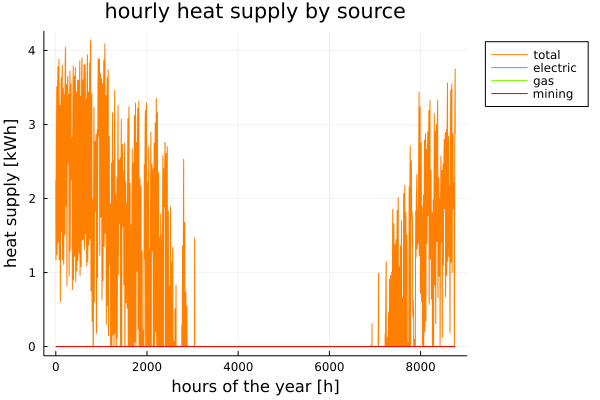 hourly heat supply by source
heat supply [kWh]
4
3
2
1
0
0 2000 4000 6000 8000
hours of the year [h]
total
electric
gas
mining